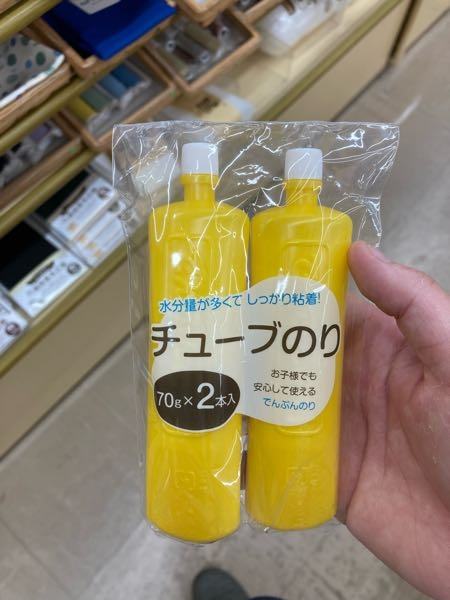 水分量が多くて しっかり粘着!
チューブのり
70g×2本入
お子様でも
安心して使える
でんぷんのり